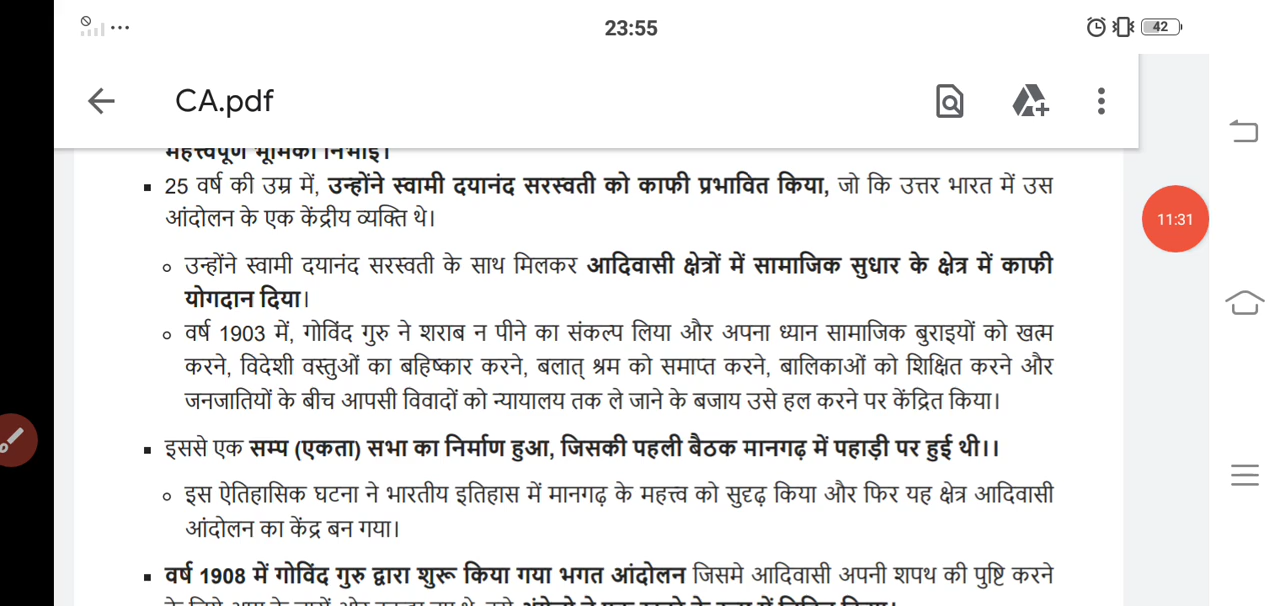 23:55
42
CA.pdf
महत्त्वपूर्ण भूमिका निभाई।
25 वर्ष की उम्र में, उन्होंने स्वामी दयानंद सरस्वती को काफी प्रभावित किया, जो कि उत्तर भारत में उस
11:31
आंदोलन के एक केंद्रीय व्यक्ति थे।
उन्होंने स्वामी दयानंद सरस्वती के साथ मिलकर आदिवासी क्षेत्रों में सामाजिक सुधार के क्षेत्र में काफी
योगदान दिया।
वर्ष 1903 में, गोविंद गुरु ने शराब न पीने का संकल्प लिया और अपना ध्यान सामाजिक बुराइयों को खत्म
करने, विदेशी वस्तुओं का बहिष्कार करने, बलात् श्रम को समाप्त करने, बालिकाओं को शिक्षित करने और
जनजातियों के बीच आपसी विवादों को न्यायालय तक ले जाने के बजाय उसे हल करने पर केंद्रित किया।
इससे एक सम्प (एकता) सभा का निर्माण हुआ, जिसकी पहली बैठक मानगढ़ में पहाड़ी पर हुई थी।।
इस ऐतिहासिक घटना ने भारतीय इतिहास में मानगढ़ के महत्त्व को सुदृढ़ किया और फिर यह क्षेत्र आदिवासी
आंदोलन का केंद्र बन गया।
वर्ष 1908 में गोविंद गुरु द्वारा शुरू किया गया भगत आंदोलन जिसमे आदिवासी अपनी शपथ की पुष्टि करने